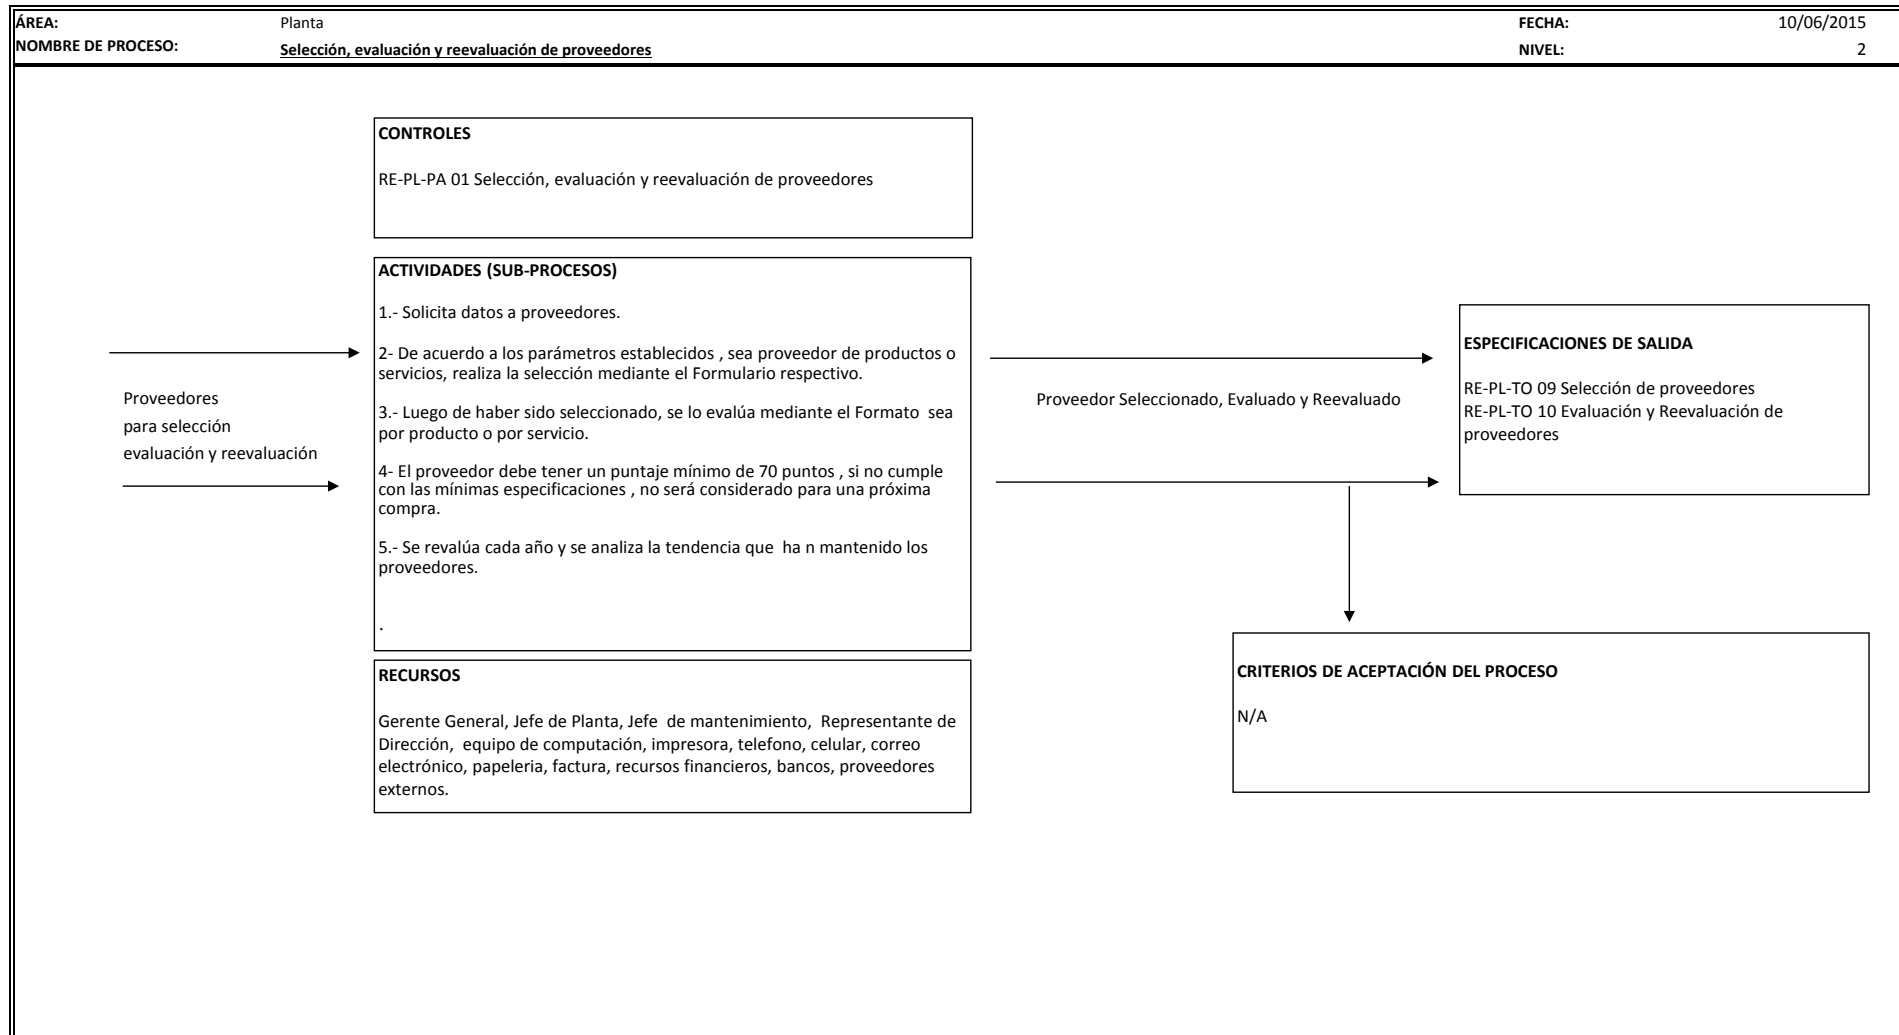 ÁREA: Planta FECHA: 10/06/2015
NOMBRE DE PROCESO: Selección, evaluación y reevaluación de proveedores NIVEL: 2
CONTROLES
RE-PL-PA 01 Selección, evaluación y reevaluación de proveedores
ACTIVIDADES (SUB-PROCESOS)
1.- Solicita datos a proveedores.
2- De acuerdo a los parámetros establecidos , sea proveedor de productos o
servicios, realiza la selección mediante el Formulario respectivo.
3.- Luego de haber sido seleccionado, se lo evalúa mediante el Formato  sea
por producto o por servicio.
4- El proveedor debe tener un puntaje mínimo de 70 puntos , si no cumple
con las mínimas especificaciones , no será considerado para una próxima
compra.
5.- Se revalúa cada año y se analiza la tendencia que  ha n mantenido los
proveedores.
.
Proveedores
para selección
evaluación y reevaluación
Proveedor Seleccionado, Evaluado y Reevaluado
ESPECIFICACIONES DE SALIDA
RE-PL-TO 09 Selección de proveedores
RE-PL-TO 10 Evaluación y Reevaluación de
proveedores
RECURSOS
Gerente General, Jefe de Planta, Jefe  de mantenimiento,  Representante de
Dirección,  equipo de computación, impresora, telefono, celular, correo
electrónico, papeleria, factura, recursos financieros, bancos, proveedores
externos.
CRITERIOS DE ACEPTACIÓN DEL PROCESO
N/A